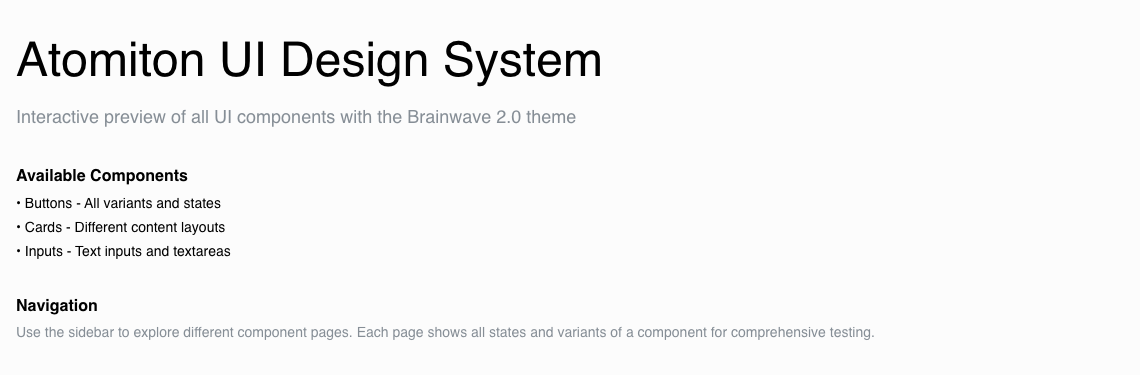 Atomiton UI Design System
Interactive preview of all UI components with the Brainwave 2.0 theme
Available Components
• Buttons - All variants and states
• Cards - Different content layouts
• Inputs - Text inputs and textareas
Navigation
Use the sidebar to explore different component pages. Each page shows all states and variants of a component for comprehensive testing.